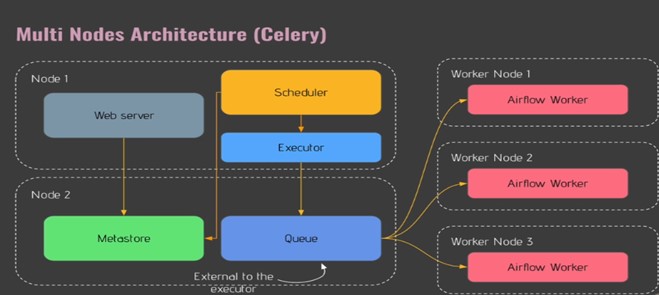 Multi Nodes Architecture (Celery)
Node 1
Web server
Scheduler
Executor
Node 2
Metastore
Queue
External to the
executor
Worker Node 1
Airflow Worker
Worker Node 2
Airflow Worker
Worker Node 3
Airflow Worker